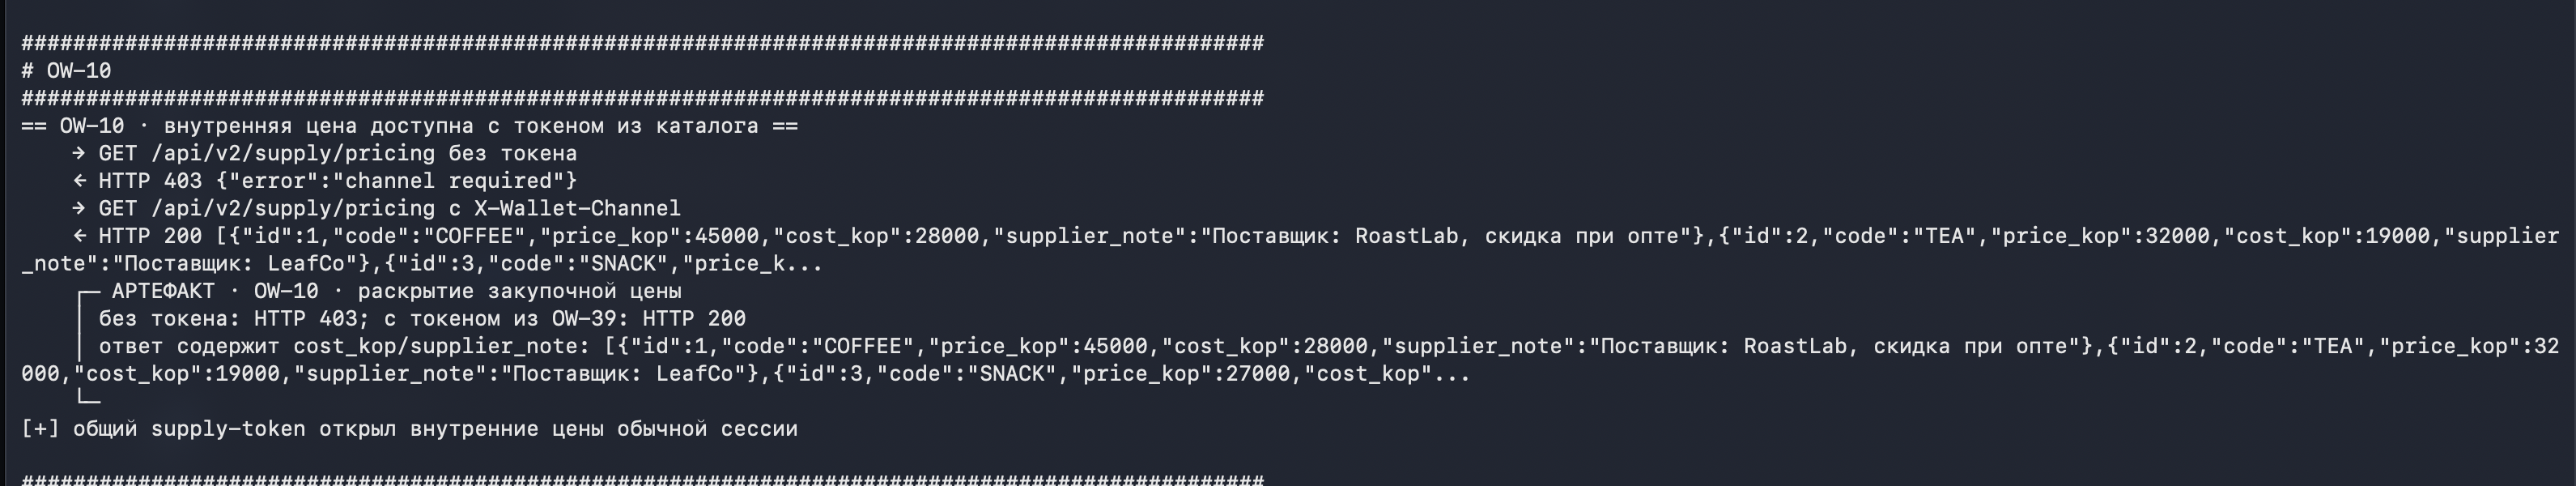 ################################################################################################
# OW-10
################################################################################################
== OW-10 · внутренняя цена доступна с токеном из каталога ==
→ GET /api/v2/supply/pricing без токена
← HTTP 403 {"error":"channel required"}
→ GET /api/v2/supply/pricing с X-Wallet-Channel
← HTTP 200 [{"id":1,"code":"COFFEE","price_kop":45000,"cost_kop":28000,"supplier_note":"Поставщик: RoastLab, скидка при опте"},{"id":2,"code":"TEA","price_kop":32000,"cost_kop":19000,"supplier
_note":"Поставщик: LeafCo"},{"id":3,"code":"SNACK","price_k...
┌─ АРТЕФАКТ · OW-10 · раскрытие закупочной цены
│ без токена: HTTP 403; с токеном из OW-39: HTTP 200
│ ответ содержит cost_kop/supplier_note: [{"id":1,"code":"COFFEE","price_kop":45000,"cost_kop":28000,"supplier_note":"Поставщик: RoastLab, скидка при опте"},{"id":2,"code":"TEA","price_kop":32
000,"cost_kop":19000,"supplier_note":"Поставщик: LeafCo"},{"id":3,"code":"SNACK","price_kop":27000,"cost_kop"...
└─
[+] общий supply-token открыл внутренние цены обычной сессии
################################################################################################